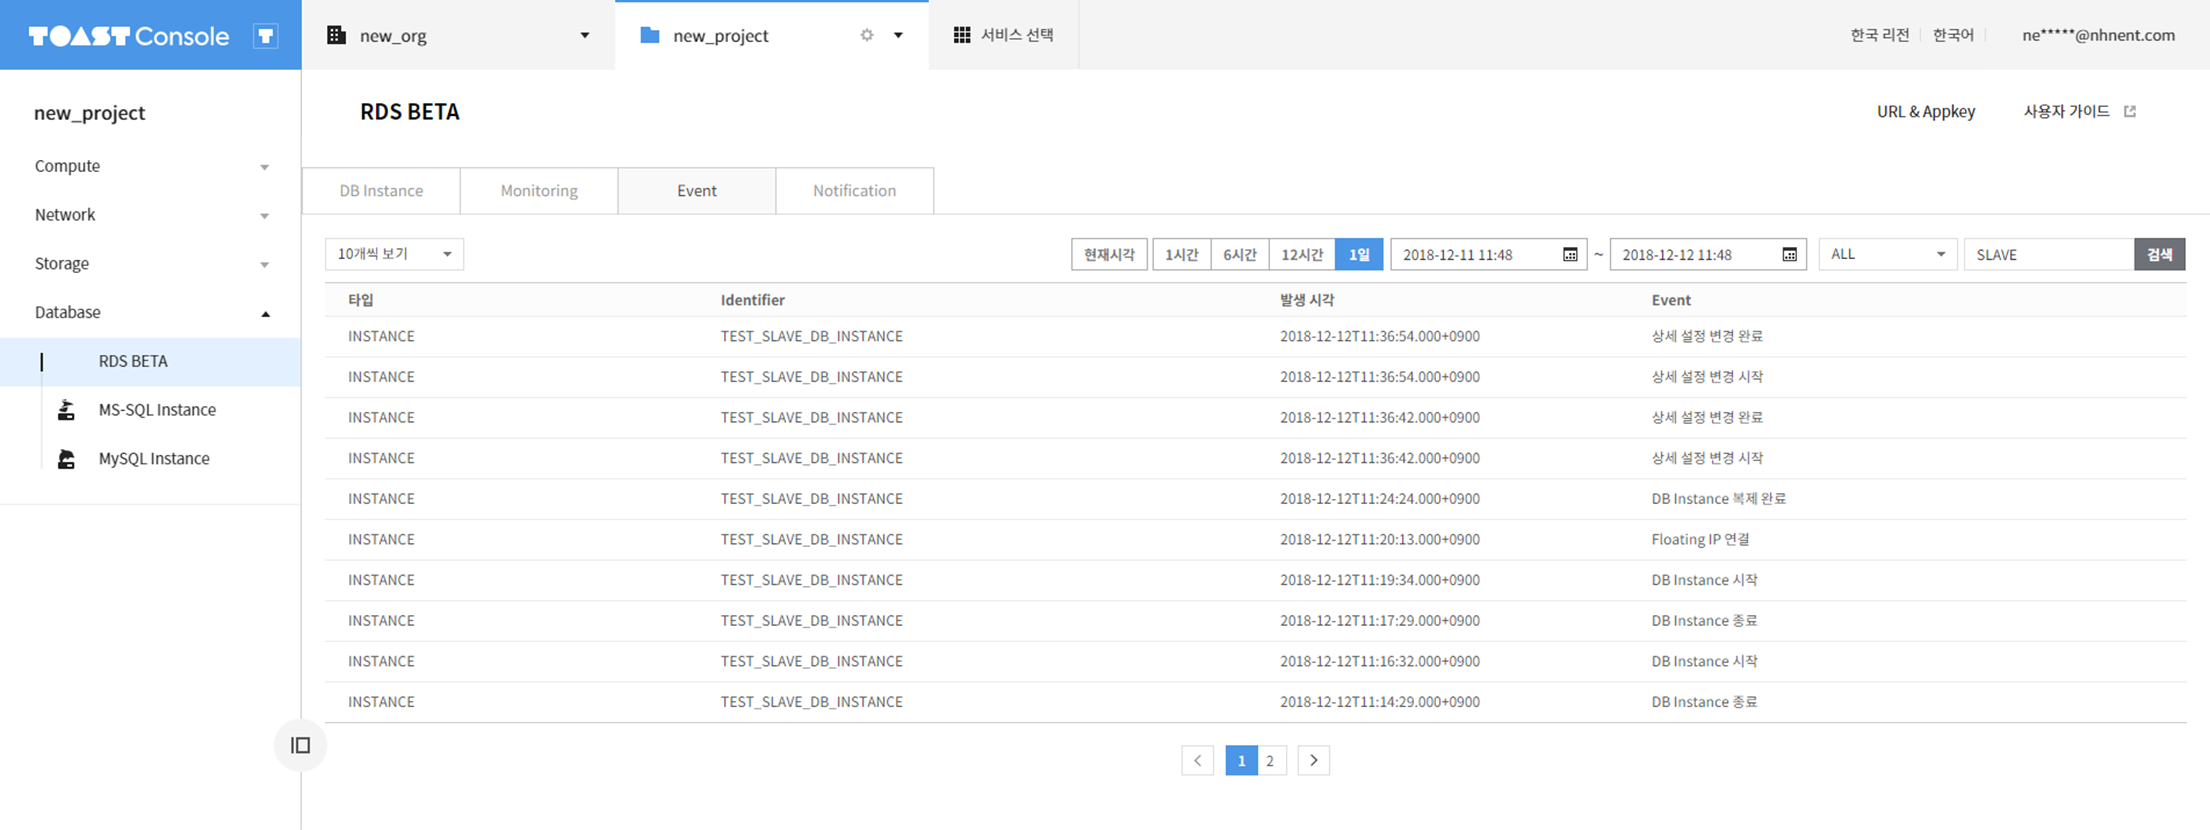 TOAST Console T new_org new_project 서비스 선택 한국 리전 한국어 ne*****@nhnent.com
new_project
Compute
Network
Storage
Database
RDS BETA
MS-SQL Instance
MySQL Instance
RDS BETA URL & Appkey 사용자 가이드
DB Instance Monitoring Event Notification
10개씩 보기 현재시각 1시간 6시간 12시간 1일 2018-12-11 11:48 ~ 2018-12-12 11:48 ALL SLAVE 검색
타입 Identifier 발생 시각 Event
INSTANCE TEST_SLAVE_DB_INSTANCE 2018-12-12T11:36:54.000+0900 상세 설정 변경 완료
INSTANCE TEST_SLAVE_DB_INSTANCE 2018-12-12T11:36:54.000+0900 상세 설정 변경 시작
INSTANCE TEST_SLAVE_DB_INSTANCE 2018-12-12T11:36:42.000+0900 상세 설정 변경 완료
INSTANCE TEST_SLAVE_DB_INSTANCE 2018-12-12T11:36:42.000+0900 상세 설정 변경 시작
INSTANCE TEST_SLAVE_DB_INSTANCE 2018-12-12T11:24:24.000+0900 DB Instance 복제 완료
INSTANCE TEST_SLAVE_DB_INSTANCE 2018-12-12T11:20:13.000+0900 Floating IP 연결
INSTANCE TEST_SLAVE_DB_INSTANCE 2018-12-12T11:19:34.000+0900 DB Instance 시작
INSTANCE TEST_SLAVE_DB_INSTANCE 2018-12-12T11:17:29.000+0900 DB Instance 종료
INSTANCE TEST_SLAVE_DB_INSTANCE 2018-12-12T11:16:32.000+0900 DB Instance 시작
INSTANCE TEST_SLAVE_DB_INSTANCE 2018-12-12T11:14:29.000+0900 DB Instance 종료
1 2